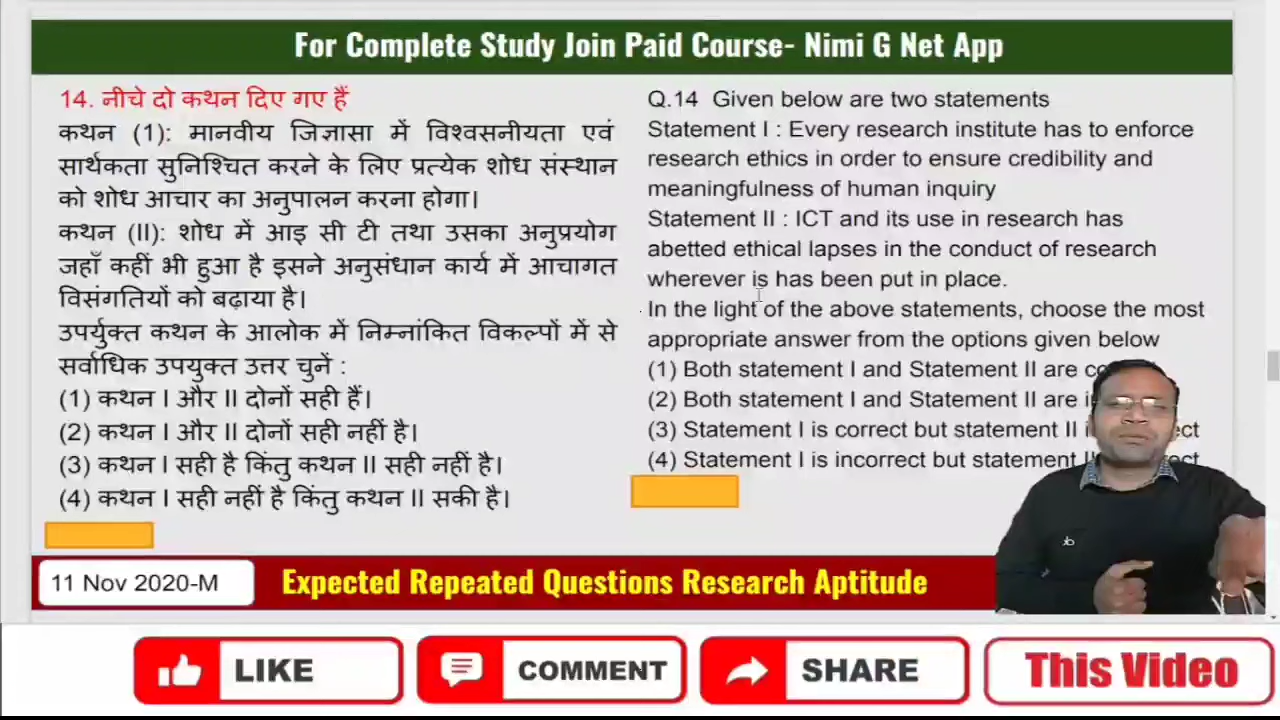 For Complete Study Join Paid Course- Nimi G Net App
14. नीचे दो कथन दिए गए हैं
कथन (1): मानवीय जिज्ञासा में विश्वसनीयता एवं
सार्थकता सुनिश्चित करने के लिए प्रत्येक शोध संस्थान
को शोध आचार का अनुपालन करना होगा।
कथन (II): शोध में आइ सी टी तथा उसका अनुप्रयोग
जहाँ कहीं भी हुआ है इसने अनुसंधान कार्य में आचागत
विसंगतियों को बढ़ाया है।
उपर्युक्त कथन के आलोक में निम्नांकित विकल्पों में से
सर्वाधिक उपयुक्त उत्तर चुनें :
(1) कथन I और II दोनों सही हैं।
(2) कथन I और II दोनों सही नहीं है।
(3) कथन I सही है किंतु कथन II सही नहीं है।
(4) कथन I सही नहीं है किंतु कथन II सकी है।
Q.14 Given below are two statements
Statement I : Every research institute has to enforce
research ethics in order to ensure credibility and
meaningfulness of human inquiry
Statement II : ICT and its use in research has
abetted ethical lapses in the conduct of research
wherever is has been put in place.
In the light of the above statements, choose the most
appropriate answer from the options given below
(1) Both statement I and Statement II are
(2) Both statement I and Statement II are
(3) Statement I is correct but statement II
(4) Statement I is incorrect but statement
11 Nov 2020-M
Expected Repeated Questions Research Aptitude
LIKE
COMMENT
SHARE
This Video